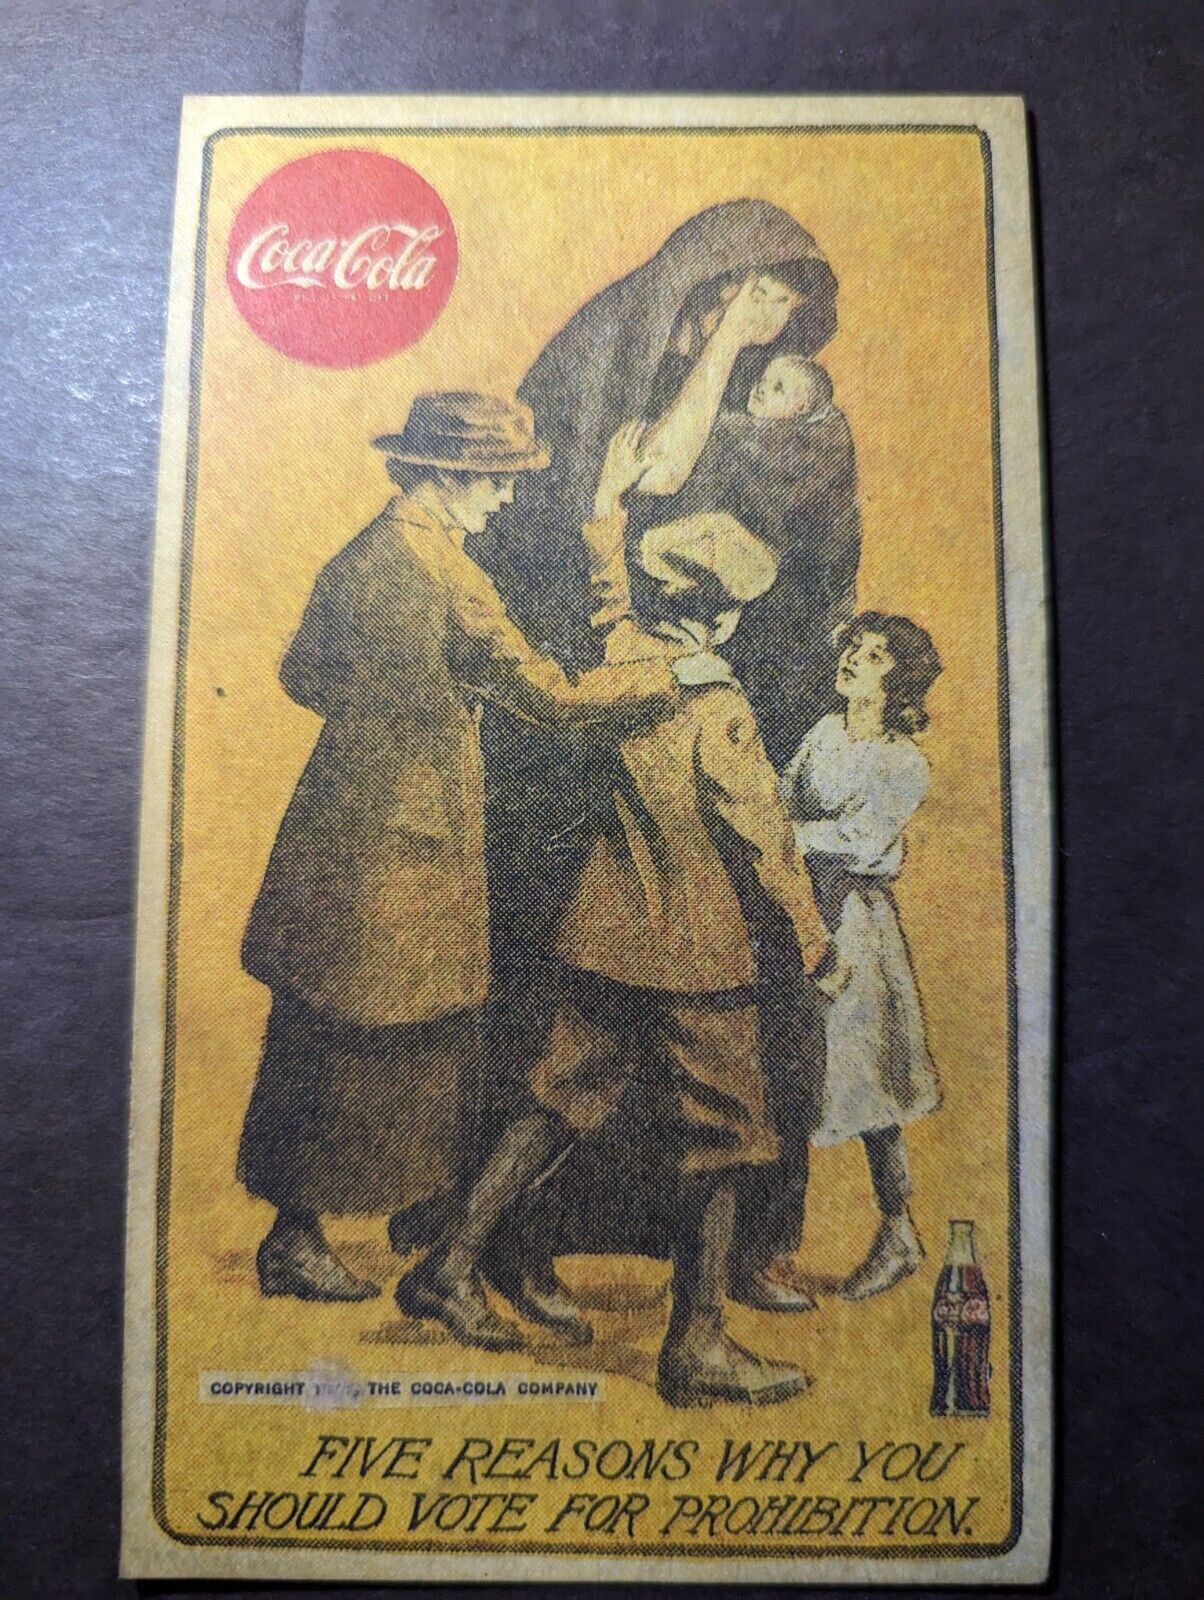 Coca-Cola
COPYRIGHT THE COCA-COLA COMPANY
FIVE REASONS WHY YOU
SHOULD VOTE FOR PROHIBITION.